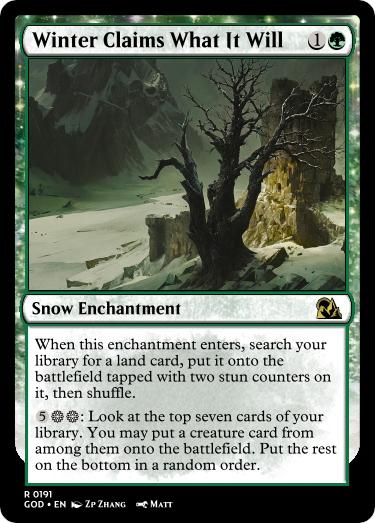 Winter Claims What It Will 1
Snow Enchantment
When this enchantment enters, search your
library for a land card, put it onto the
battlefield tapped with two stun counters on
it, then shuffle.
5 : Look at the top seven cards of your
library. You may put a creature card from
among them onto the battlefield. Put the rest
on the bottom in a random order.
R 0191
GOD • EN Zp Zhang Matt